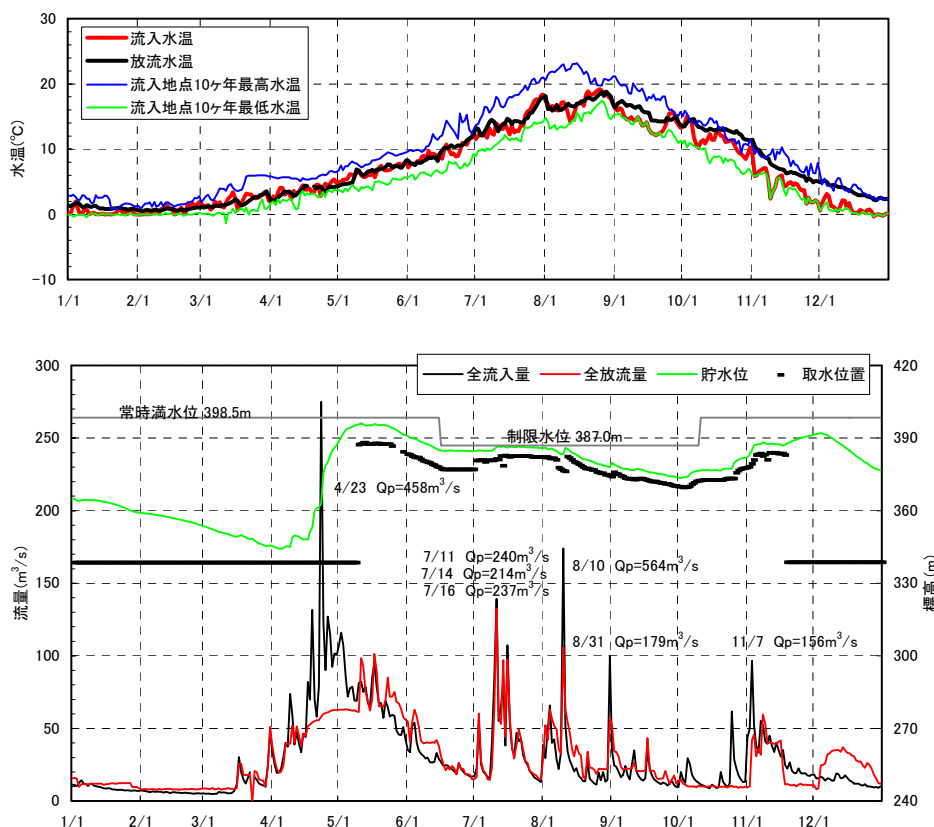 30
20
10
0
-10
水温(℃)
流入水温
放流水温
流入地点10ヶ年最高水温
流入地点10ヶ年最低水温
1/1 2/1 3/1 4/1 5/1 6/1 7/1 8/1 9/1 10/1 11/1 12/1
全流入量 全放流量 貯水位 取水位置
300
250
200
150
100
50
0
流量(m³/s)
420
390
360
330
300
270
240
標高(m)
常時満水位 398.5m
制限水位 387.0m
4/23 Qp=458m³/s
7/11 Qp=240m³/s
7/14 Qp=214m³/s
7/16 Qp=237m³/s
8/10 Qp=564m³/s
8/31 Qp=179m³/s
11/7 Qp=156m³/s
1/1 2/1 3/1 4/1 5/1 6/1 7/1 8/1 9/1 10/1 11/1 12/1